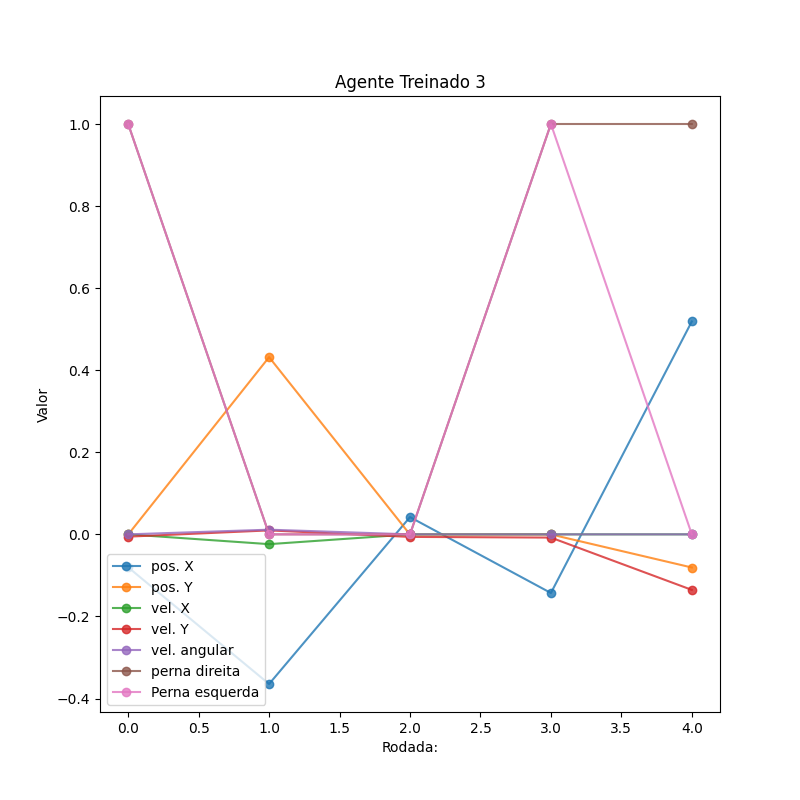 Agente Treinado 3
Valor
1.0
0.8
0.6
0.4
0.2
0.0
−0.2
−0.4
pos. X
pos. Y
vel. X
vel. Y
vel. angular
perna direita
Perna esquerda
0.0 0.5 1.0 1.5 2.0 2.5 3.0 3.5 4.0
Rodada: